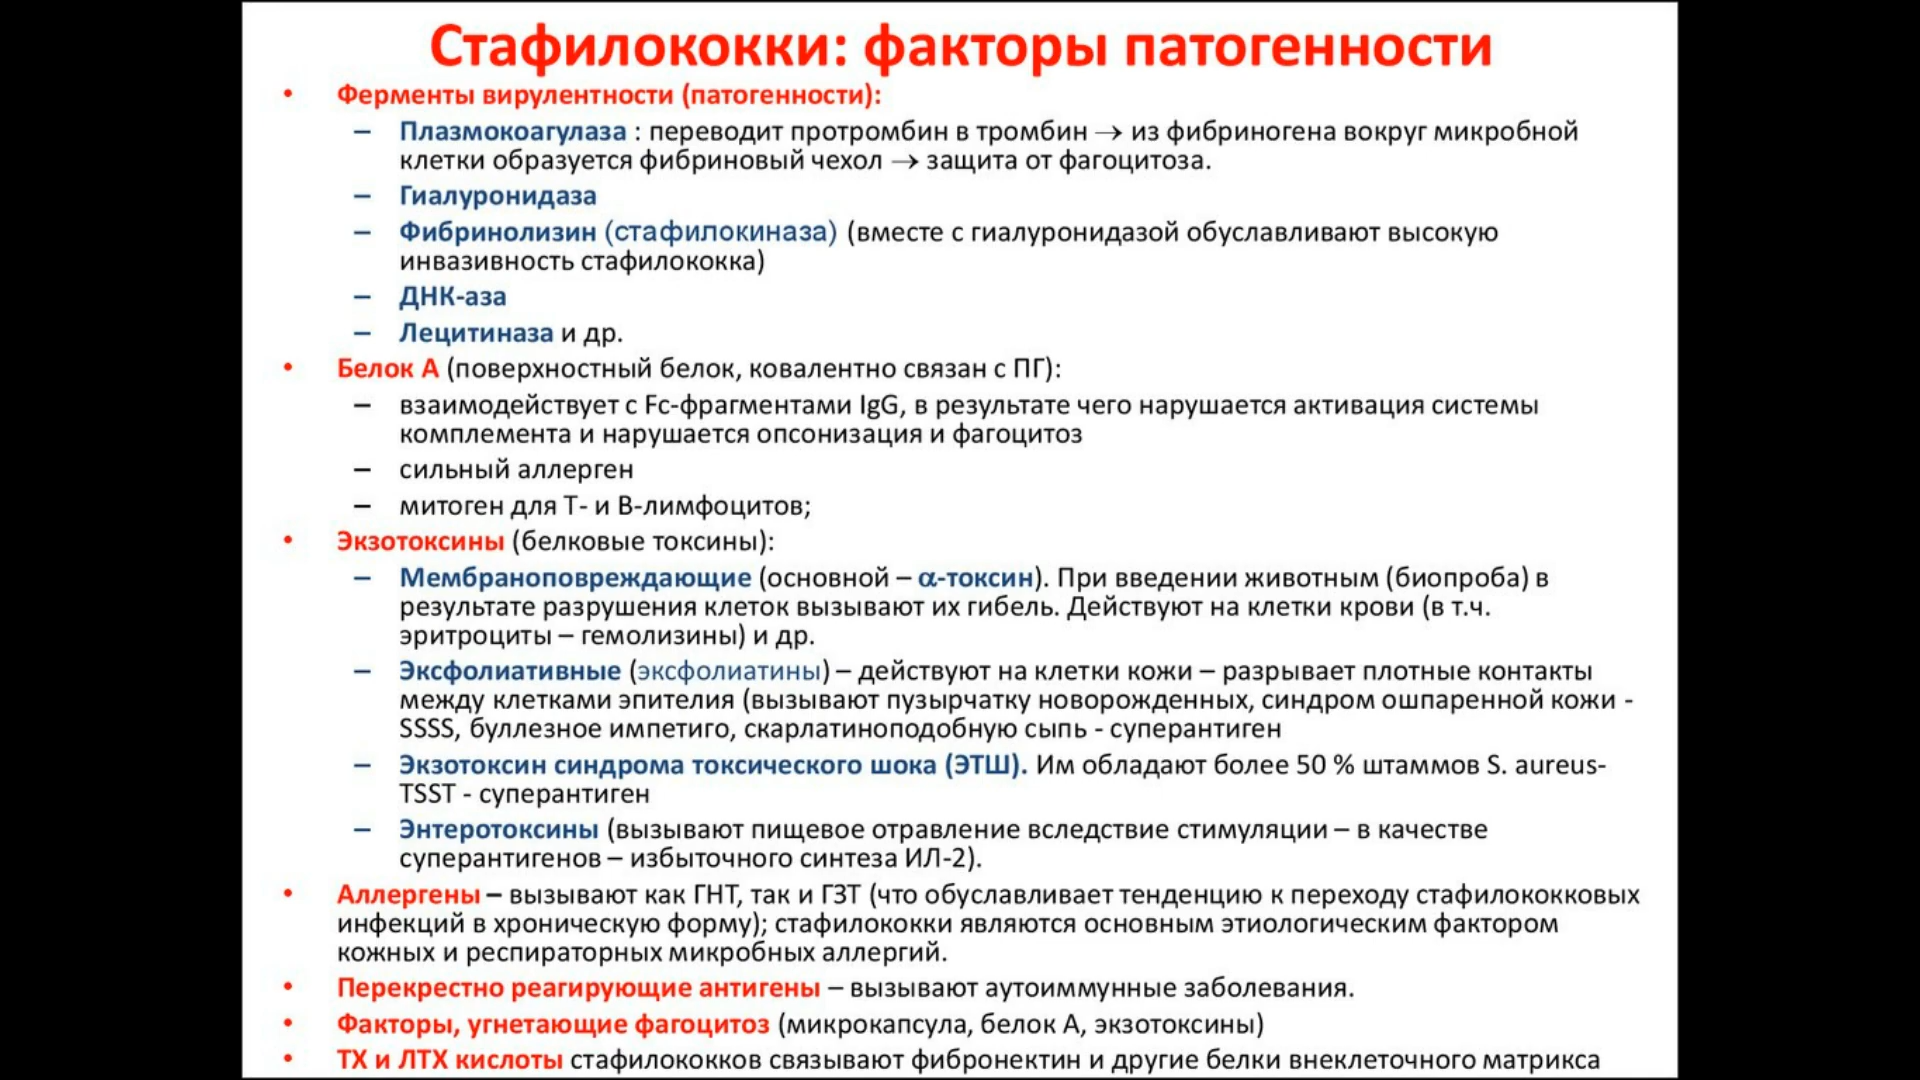 Стафилококки: факторы патогенности
• Ферменты вирулентности (патогенности):
– Плазмокоагулаза : переводит протромбин в тромбин → из фибриногена вокруг микробной
клетки образуется фибриновый чехол → защита от фагоцитоза.
– Гиалуронидаза
– Фибринолизин (стафилокиназа) (вместе с гиалуронидазой обуславливают высокую
инвазивность стафилококка)
– ДНК-аза
– Лецитиназа и др.
• Белок А (поверхностный белок, ковалентно связан с ПГ):
– взаимодействует с Fc-фрагментами IgG, в результате чего нарушается активация системы
комплемента и нарушается опсонизация и фагоцитоз
– сильный аллерген
– митоген для Т- и В-лимфоцитов;
• Экзотоксины (белковые токсины):
– Мембраноповреждающие (основной – α-токсин). При введении животным (биопроба) в
результате разрушения клеток вызывают их гибель. Действуют на клетки крови (в т.ч.
эритроциты – гемолизины) и др.
– Эксфолиативные (эксфолиатины) – действуют на клетки кожи – разрывает плотные контакты
между клетками эпителия (вызывают пузырчатку новорожденных, синдром ошпаренной кожи -
SSSS, буллезное импетиго, скарлатиноподобную сыпь - суперантиген
– Экзотоксин синдрома токсического шока (ЭТШ). Им обладают более 50 % штаммов S. aureus-
TSST - суперантиген
– Энтеротоксины (вызывают пищевое отравление вследствие стимуляции – в качестве
суперантигенов – избыточного синтеза ИЛ-2).
• Аллергены – вызывают как ГНТ, так и ГЗТ (что обуславливает тенденцию к переходу стафилококковых
инфекций в хроническую форму); стафилококки являются основным этиологическим фактором
кожных и респираторных микробных аллергий.
• Перекрестно реагирующие антигены – вызывают аутоиммунные заболевания.
• Факторы, угнетающие фагоцитоз (микрокапсула, белок А, экзотоксины)
• ТХ и ЛТХ кислоты стафилококков связывают фибронектин и другие белки внеклеточного матрикса